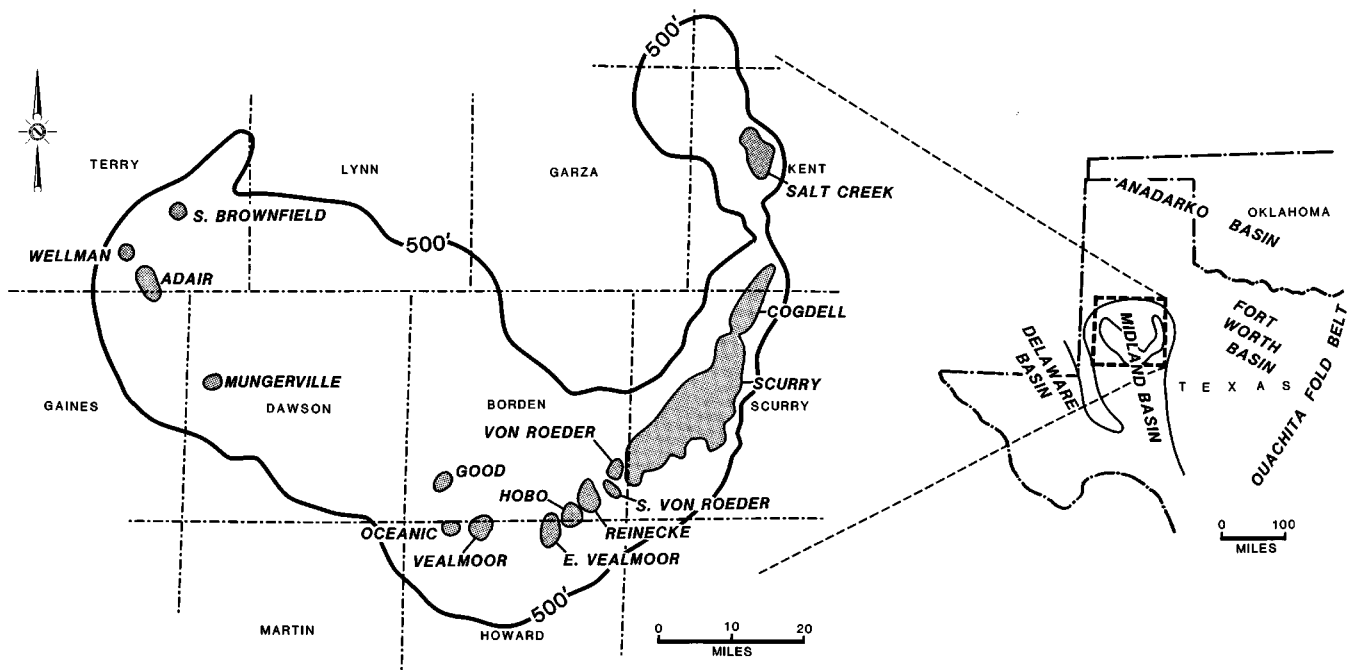 500'
TERRY
LYNN
GARZA
KENT
SALT CREEK
S. BROWNFIELD
WELLMAN
ADAIR
500'
COGDELL
MUNGERVILLE
GAINES
DAWSON
BORDEN
SCURRY
SCURRY
VON ROEDER
GOOD
HOBO
S. VON ROEDER
OCEANIC
REINECKE
VEALMOOR
E. VEALMOOR
500'
MARTIN
HOWARD
0 10 20
MILES
ANADARKO
BASIN
OKLAHOMA
FORT
WORTH
BASIN
MIDLAND BASIN
DELAWARE
BASIN
TEXAS
OUACHITA FOLD BELT
0 100
MILES
N